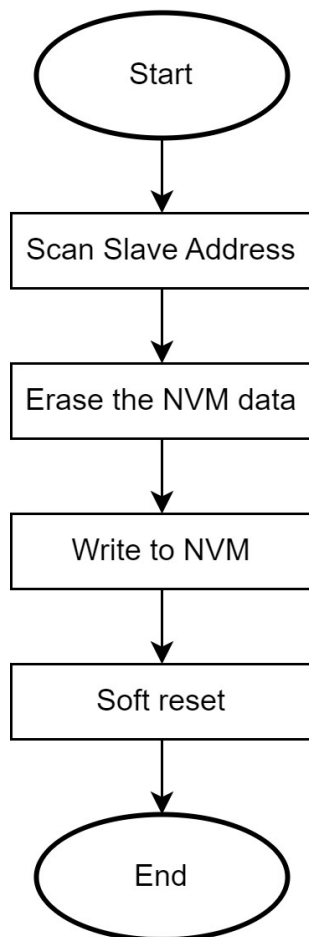 Start
Scan Slave Address
Erase the NVM data
Write to NVM
Soft reset
End